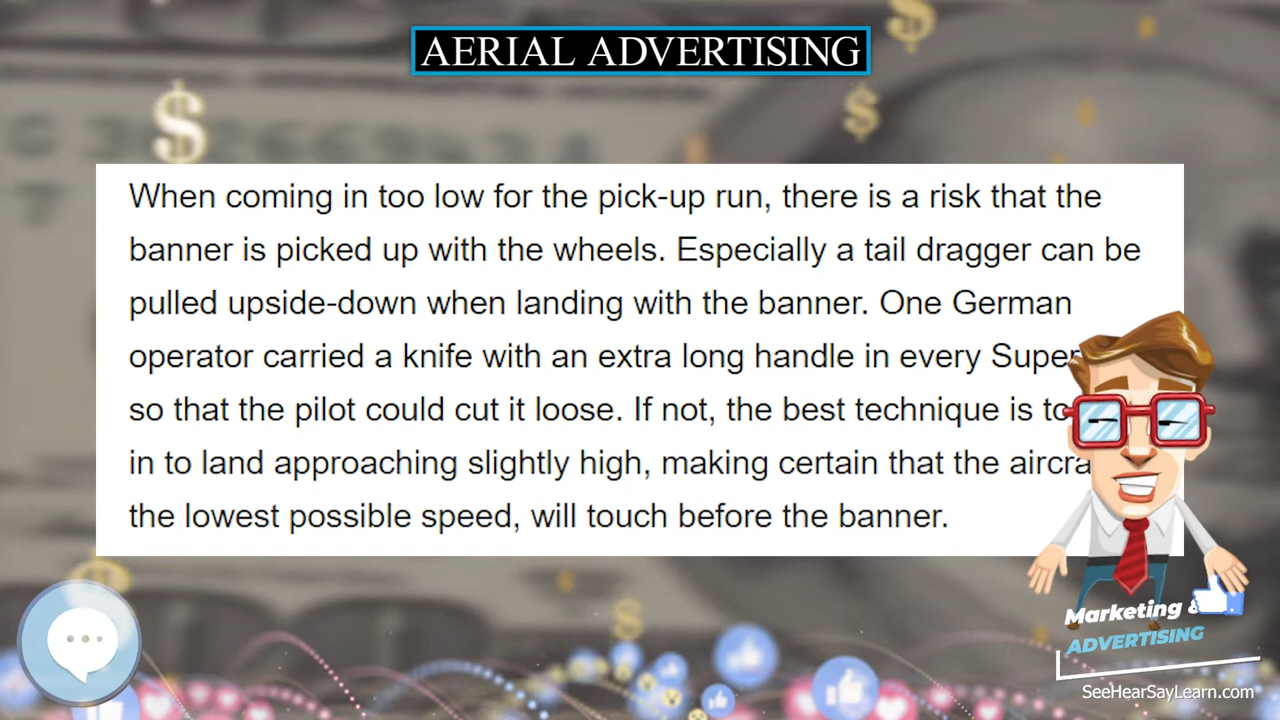 AERIAL ADVERTISING
When coming in too low for the pick-up run, there is a risk that the
banner is picked up with the wheels. Especially a tail dragger can be
pulled upside-down when landing with the banner. One German
operator carried a knife with an extra long handle in every Super
so that the pilot could cut it loose. If not, the best technique is to
in to land approaching slightly high, making certain that the
the lowest possible speed, will touch before the banner.
Marketing &
ADVERTISING
SeeHearSayLearn.com